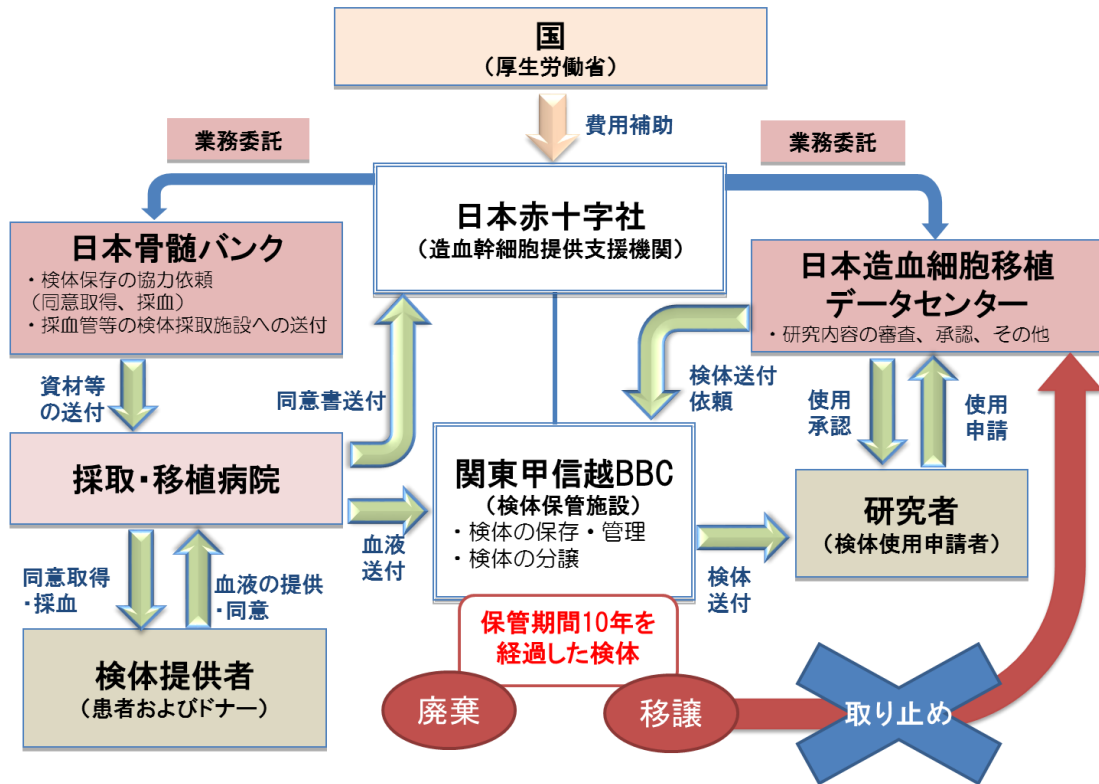 国
（厚生労働省）
費用補助
業務委託
業務委託
日本赤十字社
（造血幹細胞提供支援機関）
日本骨髄バンク
・検体保存の協力依頼
（同意取得、採血）
・採血管等の検体採取施設への送付
日本造血細胞移植
データセンター
・研究内容の審査、承認、その他
資材等
の送付
同意書送付
検体送付
依頼
使用
承認
使用
申請
採取・移植病院
血液
送付
関東甲信越BBC
（検体保管施設）
・検体の保存・管理
・検体の分譲
検体
送付
研究者
（検体使用申請者）
同意取得
・採血
血液の提供
・同意
検体提供者
（患者およびドナー）
保管期間10年を
経過した検体
廃棄
移譲
取り止め